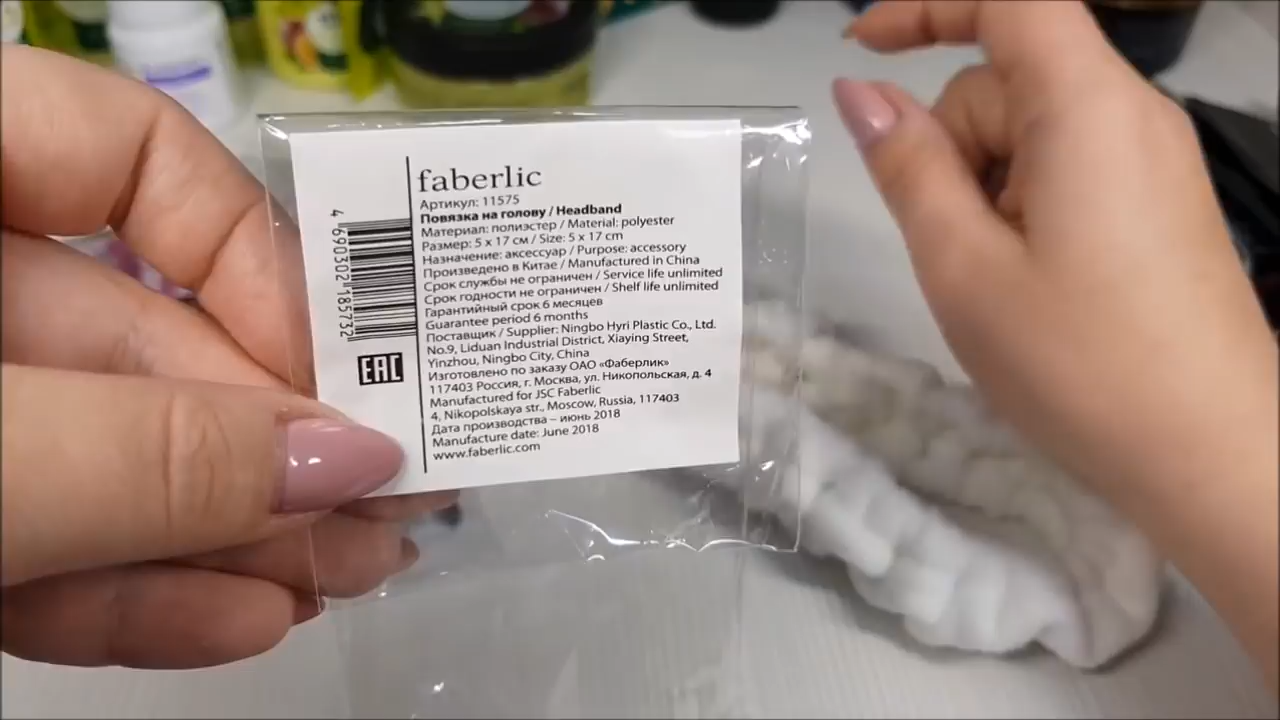 faberlic
Артикул: 11575
Повязка на голову / Headband
Материал: полиэстер / Material: polyester
Размер: 5 x 17 см / Size: 5 x 17 cm
Назначение: аксессуар / Purpose: accessory
Произведено в Китае / Manufactured in China
Срок службы не ограничен / Service life unlimited
Срок годности не ограничен / Shelf life unlimited
Гарантийный срок 6 месяцев
Guarantee period 6 months
Поставщик / Supplier: Ningbo Hyri Plastic Co., Ltd.
No.9, Liduan Industrial District, Xiaying Street,
Yinzhou, Ningbo City, China
Изготовлено по заказу ОАО «Фаберлик»
117403 Россия, г. Москва, ул. Никопольская, д. 4
Manufactured for JSC Faberlic
4, Nikopolskaya str., Moscow, Russia, 117403
Дата производства – июнь 2018
Manufacture date: June 2018
www.faberlic.com
4 690302 185732
EAC